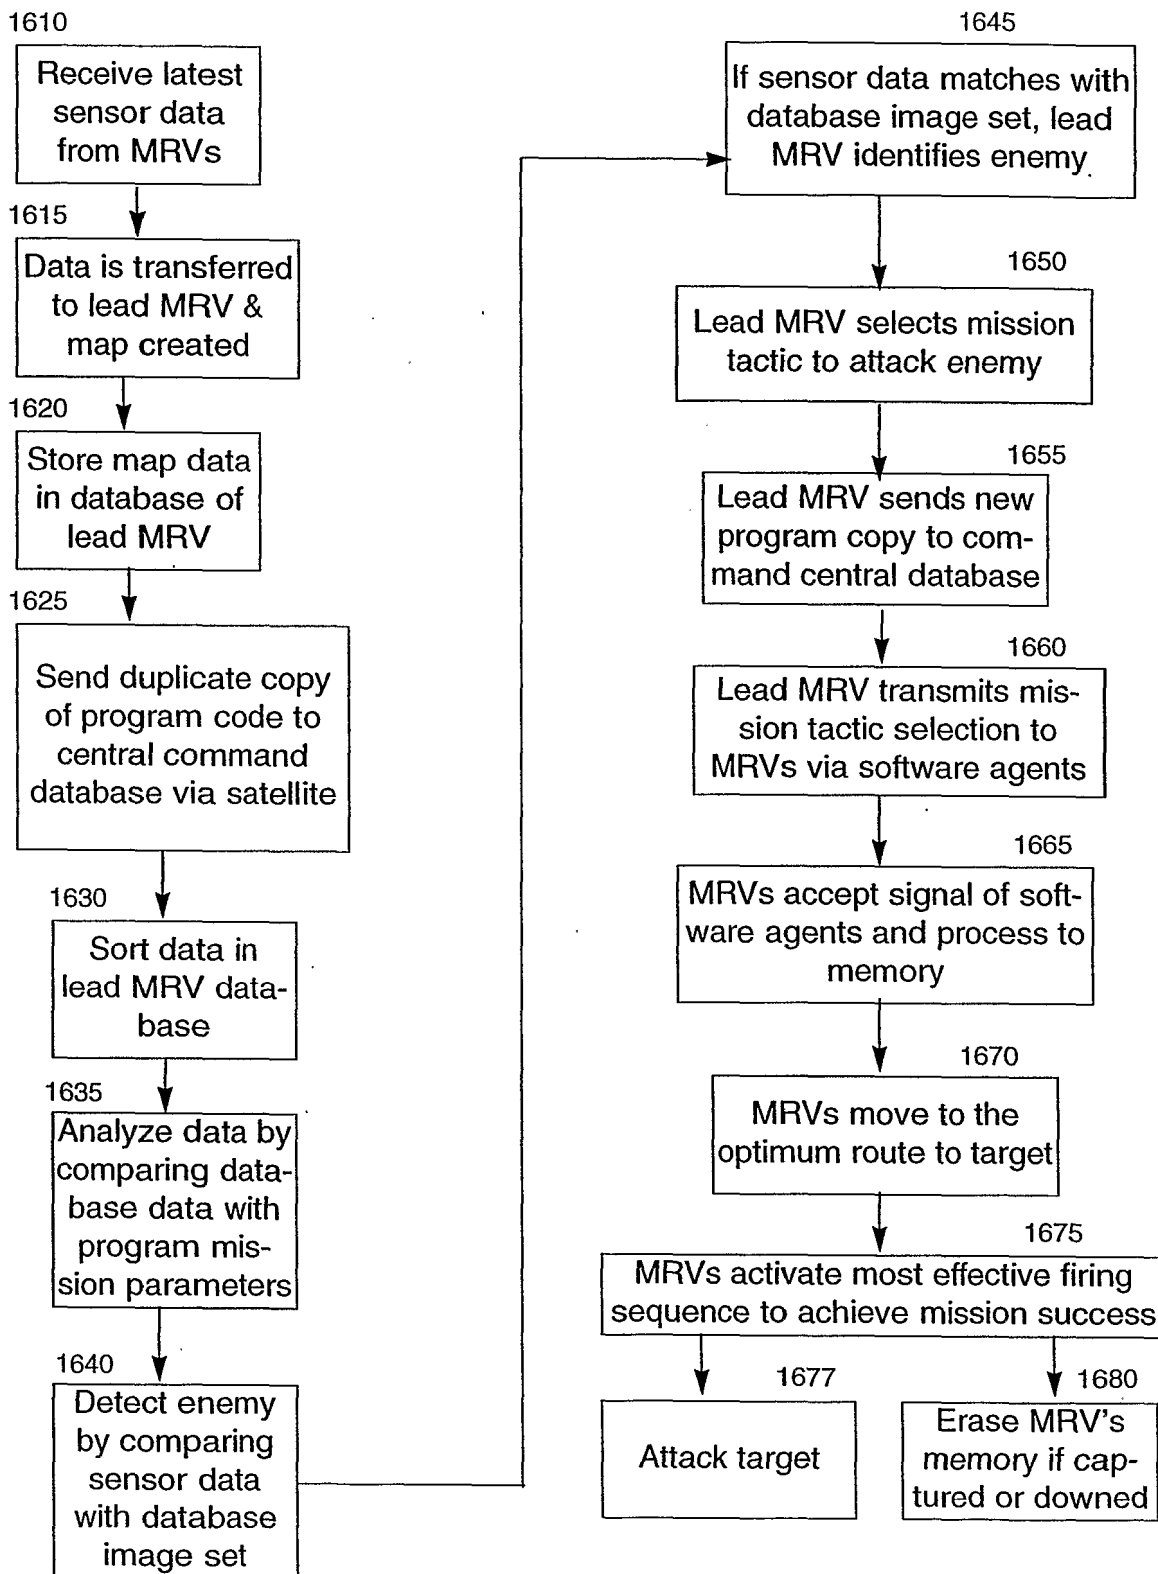 1610
Receive latest
sensor data
from MRVs
1615
Data is transferred
to lead MRV &
map created
1620
Store map data
in database of
lead MRV
1625
Send duplicate copy
of program code to
central command
database via satellite
1630
Sort data in
lead MRV data-
base
1635
Analyze data by
comparing data-
base data with
program mis-
sion parameters
1640
Detect enemy
by comparing
sensor data
with database
image set
1645
If sensor data matches with
database image set, lead
MRV identifies enemy
1650
Lead MRV selects mission
tactic to attack enemy
1655
Lead MRV sends new
program copy to com-
mand central database
1660
Lead MRV transmits mis-
sion tactic selection to
MRVs via software agents
1665
MRVs accept signal of soft-
ware agents and process to
memory
1670
MRVs move to the
optimum route to target
1675
MRVs activate most effective firing
sequence to achieve mission success
1677
Attack target
1680
Erase MRV's
memory if cap-
tured or downed